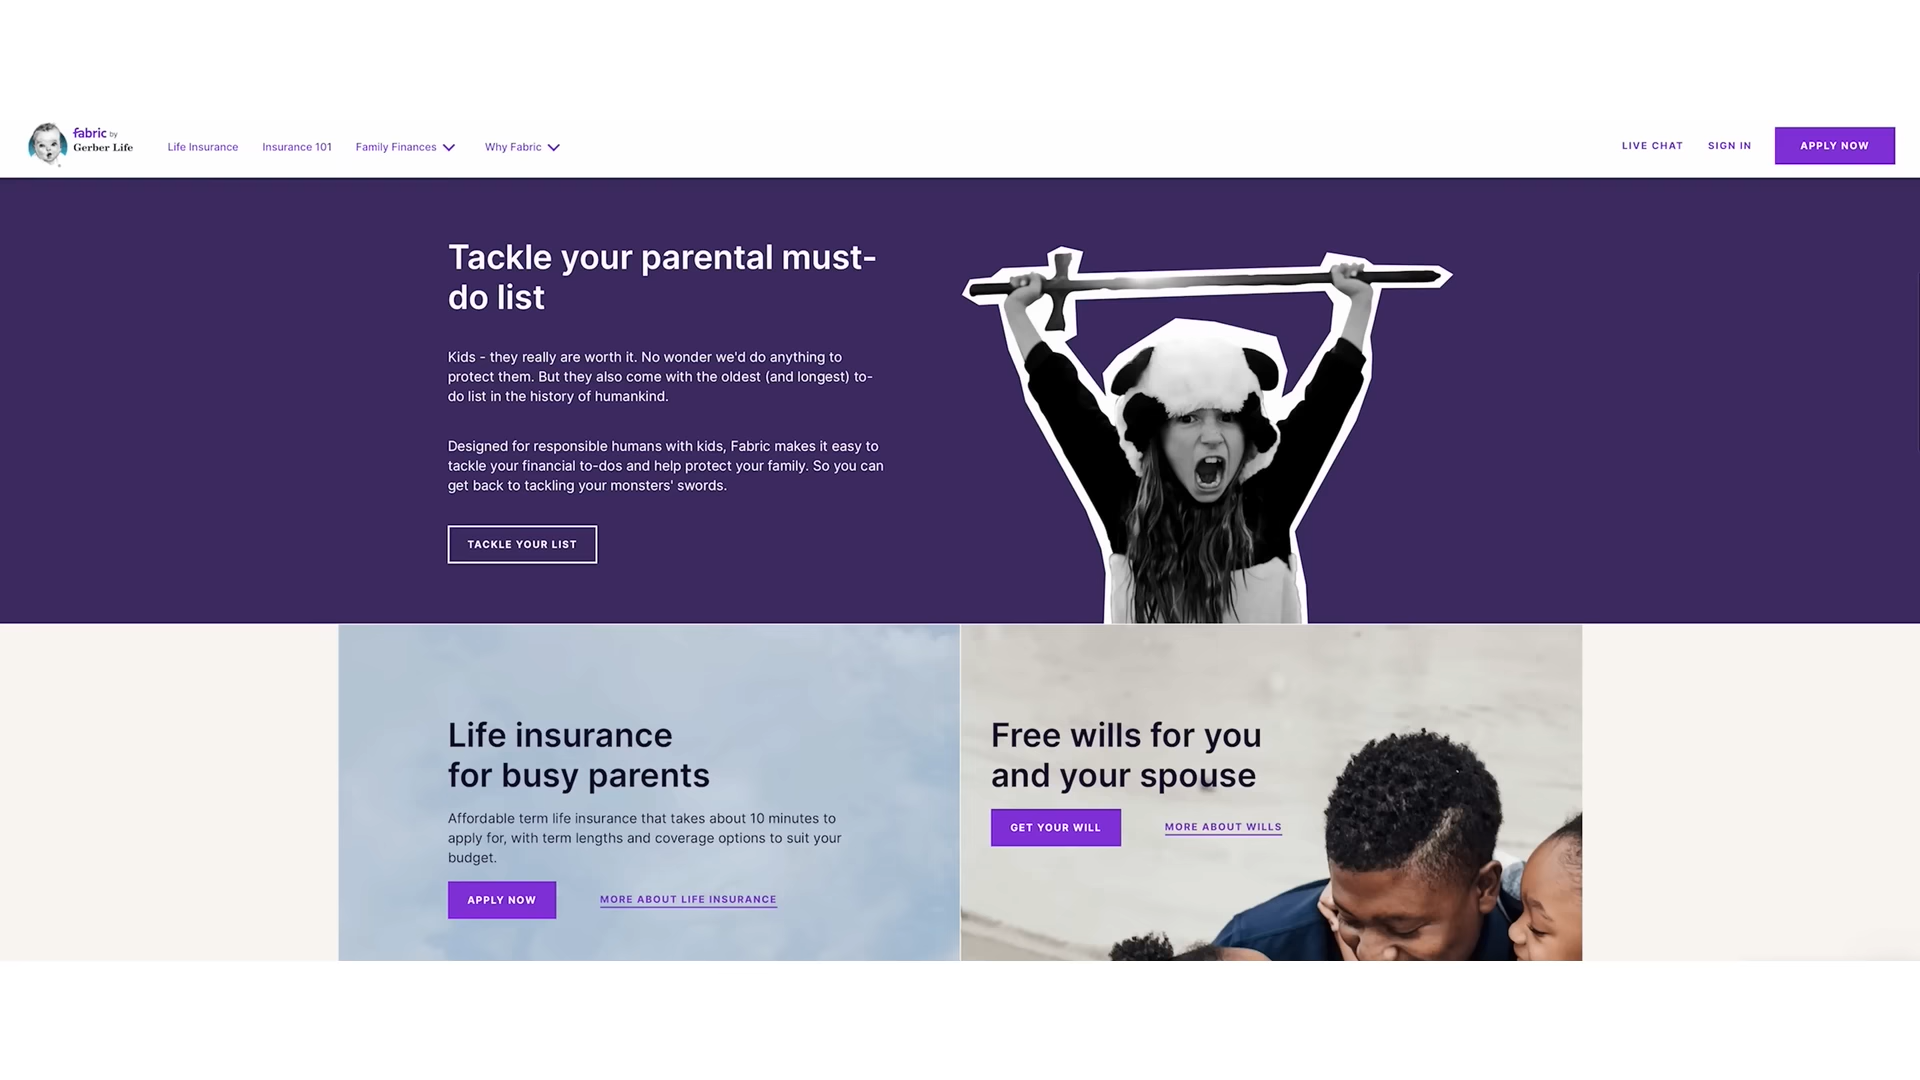 fabric by
Gerber Life
Life Insurance
Insurance 101
Family Finances
Why Fabric
LIVE CHAT
SIGN IN
APPLY NOW
Tackle your parental must-
do list
Kids - they really are worth it. No wonder we'd do anything to
protect them. But they also come with the oldest (and longest) to-
do list in the history of humankind.
Designed for responsible humans with kids, Fabric makes it easy to
tackle your financial to-dos and help protect your family. So you can
get back to tackling your monsters' swords.
TACKLE YOUR LIST
Life insurance
for busy parents
Affordable term life insurance that takes about 10 minutes to
apply for, with term lengths and coverage options to suit your
budget.
APPLY NOW
MORE ABOUT LIFE INSURANCE
Free wills for you
and your spouse
GET YOUR WILL
MORE ABOUT WILLS